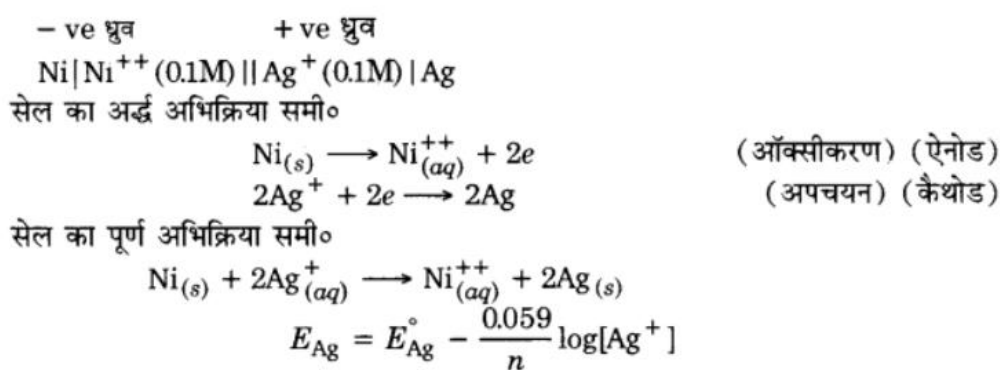 – ve ध्रुव + ve ध्रुव
Ni|Ni⁺⁺(0.1M)||Ag⁺(0.1M)|Ag
सेल का अर्द्ध अभिक्रिया समी०
Ni(s) ⟶ Ni⁺⁺(aq) + 2e (ऑक्सीकरण) (ऐनोड)
2Ag⁺ + 2e ⟶ 2Ag (अपचयन) (कैथोड)
सेल का पूर्ण अभिक्रिया समी०
Ni(s) + 2Ag⁺(aq) ⟶ Ni⁺⁺(aq) + 2Ag(s)
E_Ag = E°_Ag – 0.059/n log[Ag⁺]